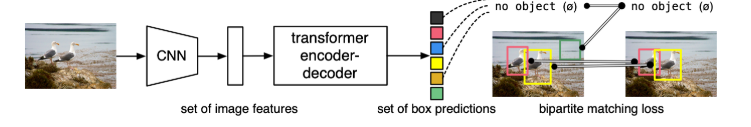 no object (ø)
no object (ø)
CNN
transformer
encoder-
decoder
set of image features
set of box predictions
bipartite matching loss